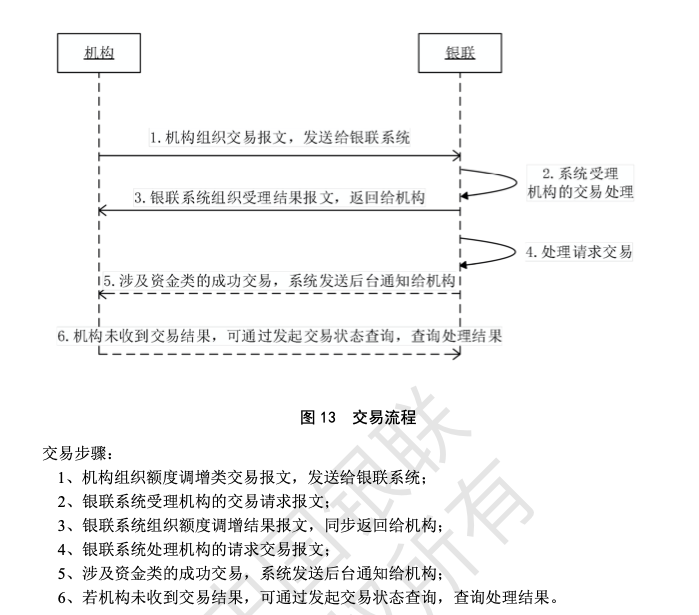 机构
银联
1.机构组织交易报文，发送给银联系统
2.系统受理
机构的交易处理
3.银联系统组织受理结果报文，返回给机构
4.处理请求交易
5.涉及资金类的成功交易，系统发送后台通知给机构
6.机构未收到交易结果，可通过发起交易状态查询，查询处理结果
图 13 交易流程
交易步骤：
1、机构组织额度调增类交易报文，发送给银联系统；
2、银联系统受理机构的交易请求报文；
3、银联系统组织额度调增结果报文，同步返回给机构；
4、银联系统处理机构的请求交易报文；
5、涉及资金类的成功交易，系统发送后台通知给机构；
6、若机构未收到交易结果，可通过发起交易状态查询，查询处理结果。